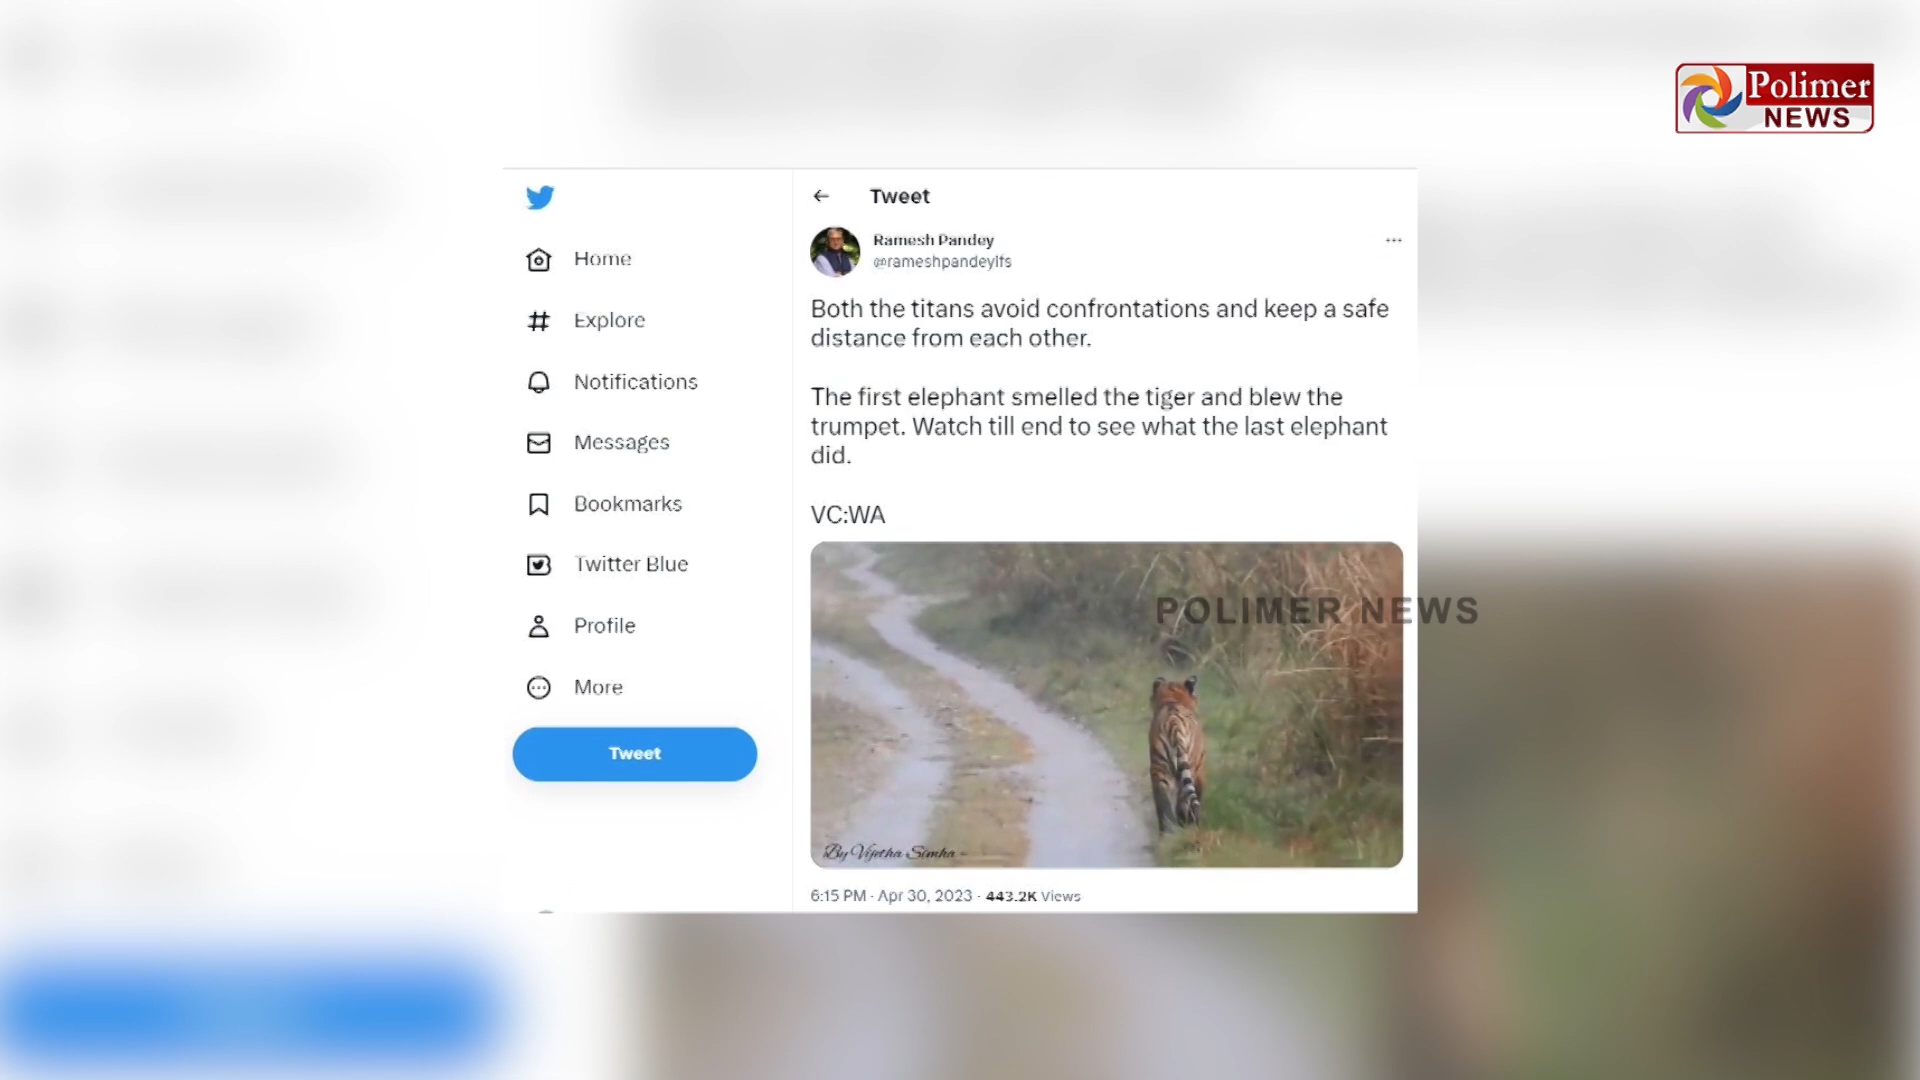 Polimer
NEWS
Tweet
Ramesh Pandey
@rameshpandeyIfs
Home
Explore
Notifications
Messages
Bookmarks
Twitter Blue
Profile
More
Tweet
Both the titans avoid confrontations and keep a safe
distance from each other.
The first elephant smelled the tiger and blew the
trumpet. Watch till end to see what the last elephant
did.
VC:WA
POLIMER NEWS
By Vijetha Simha
6:15 PM · Apr 30, 2023 · 443.2K Views